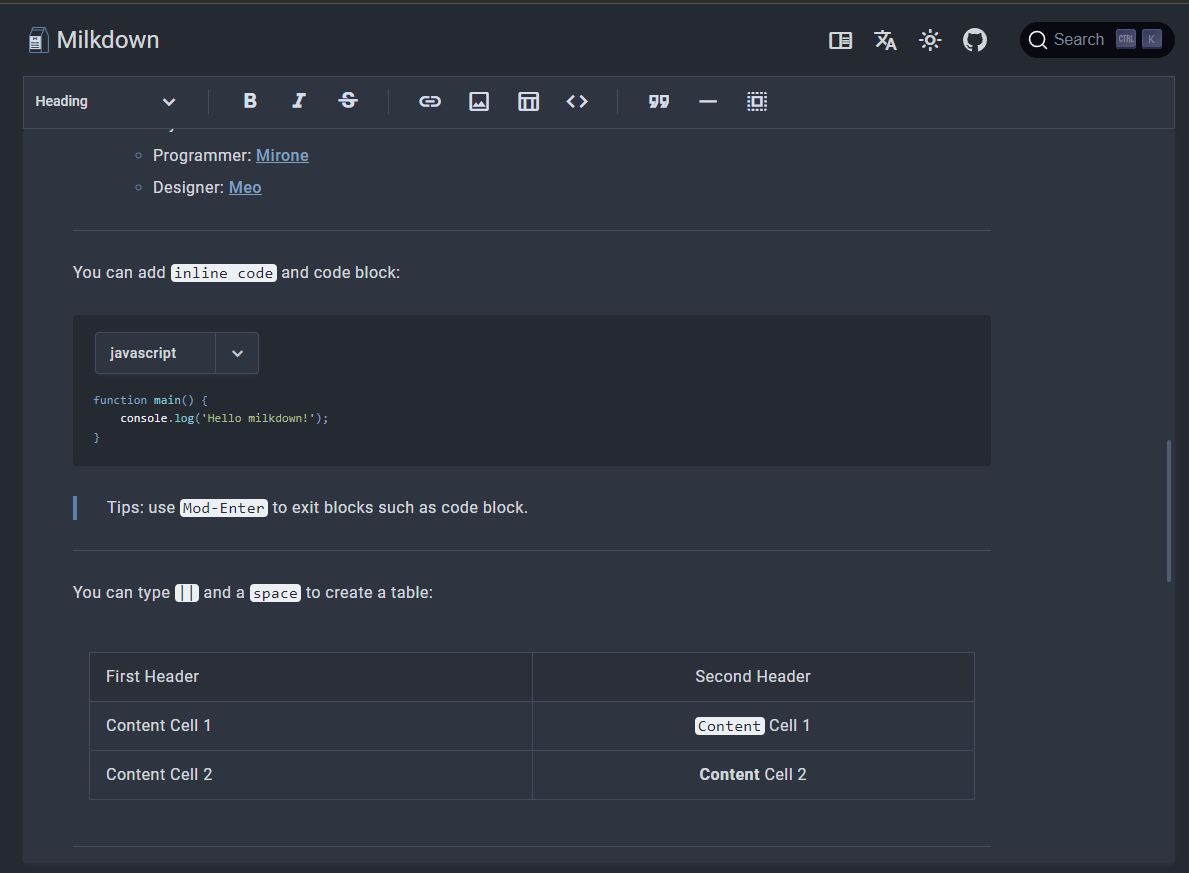 Milkdown
Search CTRL K
Heading
Programmer: Mirone
Designer: Meo
You can add inline code and code block:
javascript
function main() {
    console.log('Hello milkdown!');
}
Tips: use Mod-Enter to exit blocks such as code block.
You can type || and a space to create a table:
First Header Second Header
Content Cell 1 Content Cell 1
Content Cell 2 Content Cell 2